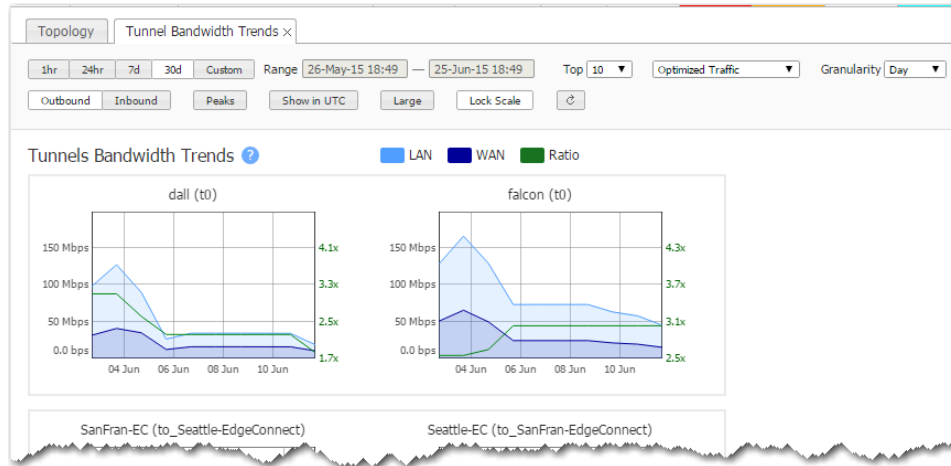 Topology Tunnel Bandwidth Trends ×
1hr 24hr 7d 30d Custom Range 26-May-15 18:49 — 25-Jun-15 18:49 Top 10 Optimized Traffic Granularity Day
Outbound Inbound Peaks Show in UTC Large Lock Scale
Tunnels Bandwidth Trends ? LAN WAN Ratio
dall (t0)
150 Mbps 4.1x
100 Mbps 3.3x
50 Mbps 2.5x
0.0 bps 1.7x
04 Jun 06 Jun 08 Jun 10 Jun
falcon (t0)
150 Mbps 4.3x
100 Mbps 3.7x
50 Mbps 3.1x
0.0 bps 2.5x
04 Jun 06 Jun 08 Jun 10 Jun
SanFran-EC (to_Seattle-EdgeConnect)
Seattle-EC (to_SanFran-EdgeConnect)